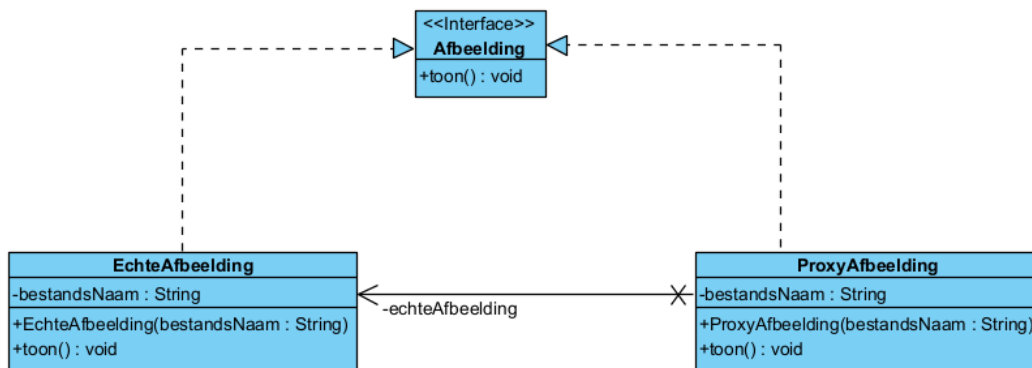 <<Interface>>
Afbeelding
+toon() : void
EchteAfbeelding
-bestandsNaam : String
+EchteAfbeelding(bestandsNaam : String)
+toon() : void
-echteAfbeelding
ProxyAfbeelding
-bestandsNaam : String
+ProxyAfbeelding(bestandsNaam : String)
+toon() : void